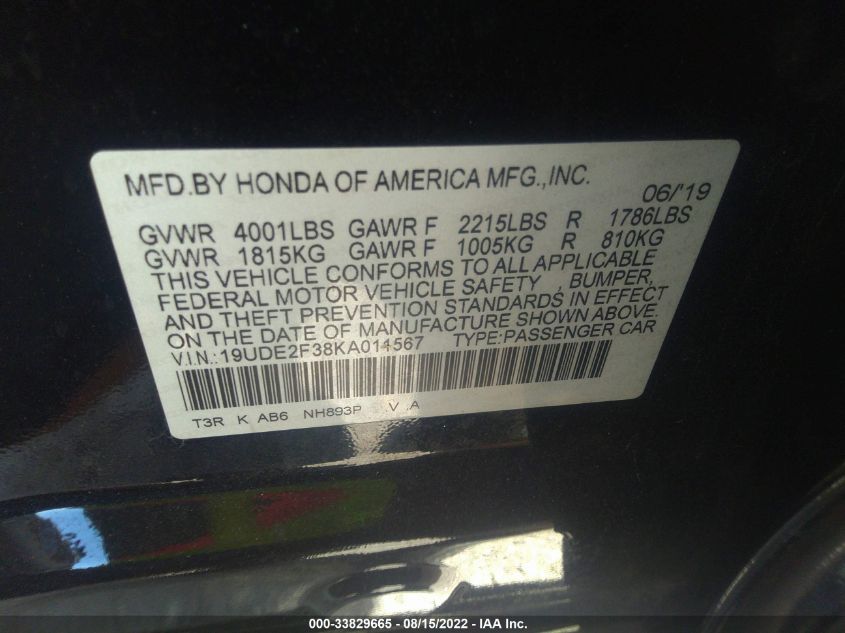 MFD.BY HONDA OF AMERICA MFG.,INC.
06/'19
GVWR 4001LBS GAWR F 2215LBS R 1786LBS
GVWR 1815KG GAWR F 1005KG R 810KG
THIS VEHICLE CONFORMS TO ALL APPLICABLE
FEDERAL MOTOR VEHICLE SAFETY , BUMPER,
AND THEFT PREVENTION STANDARDS IN EFFECT
ON THE DATE OF MANUFACTURE SHOWN ABOVE.
V.I.N.:19UDE2F38KA014567 TYPE:PASSENGER CAR
T3R K AB6 NH893P V .A
000-33829665 - 08/15/2022 - IAA Inc.